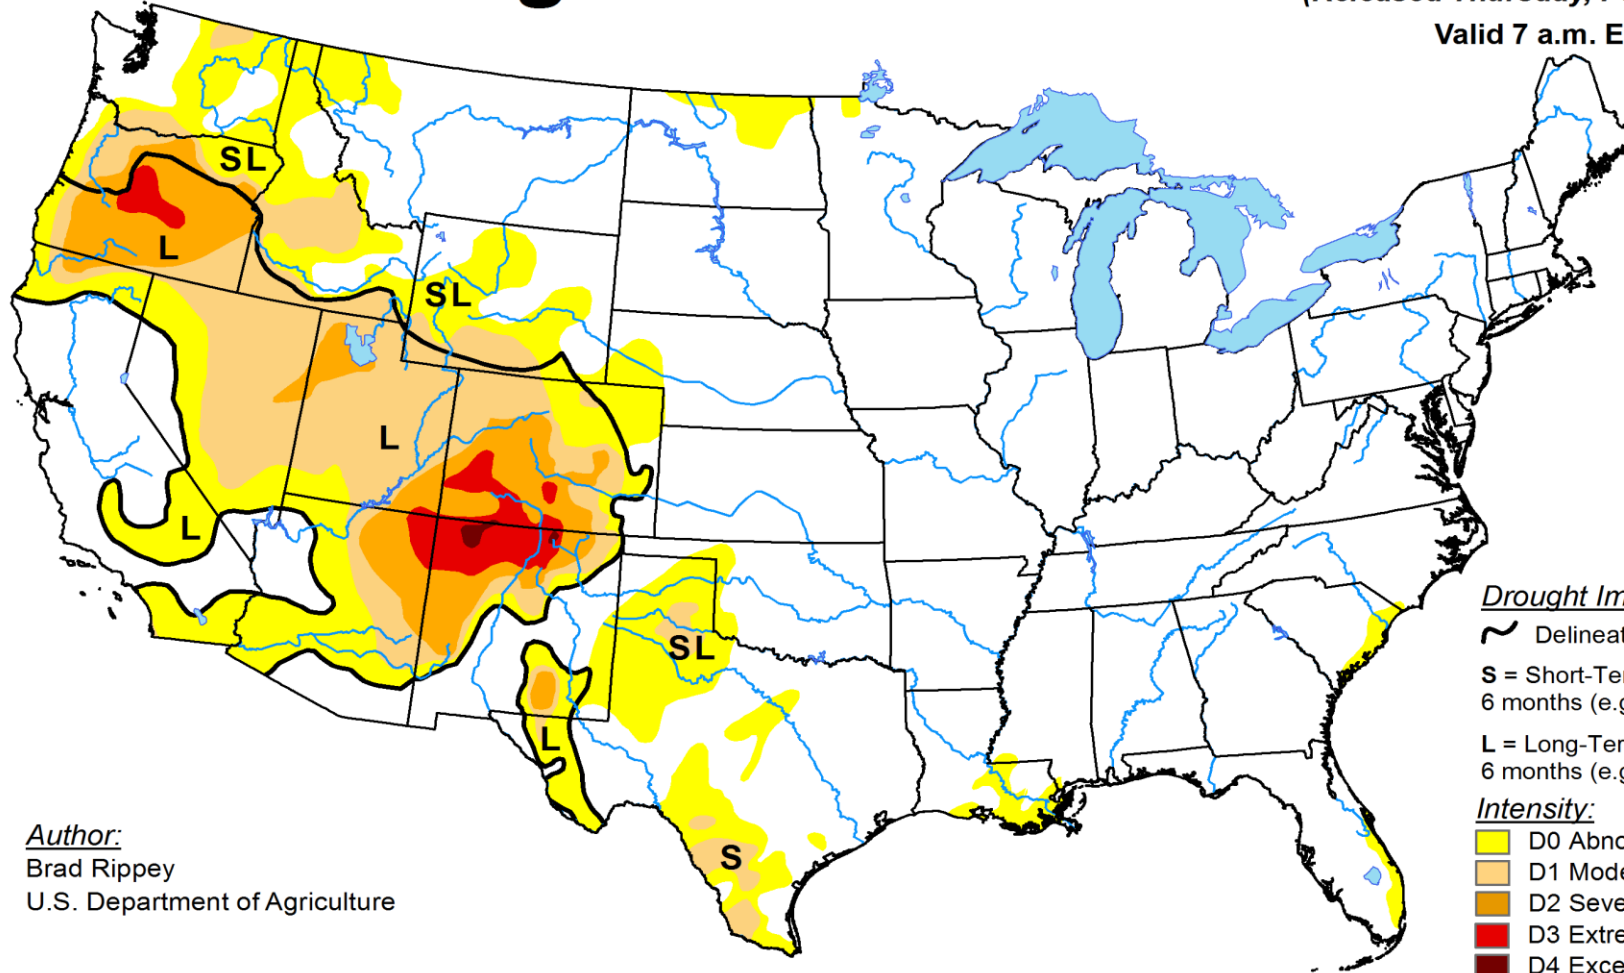 Valid 7 a.m. E
SL
L
SL
L
L
SL
L
S
Drought Im
Delineat
S = Short-Ter
6 months (e.g
L = Long-Ter
6 months (e.g
Intensity:
D0 Abno
D1 Mode
D2 Seve
D3 Extre
D4 Exce
Author:
Brad Rippey
U.S. Department of Agriculture